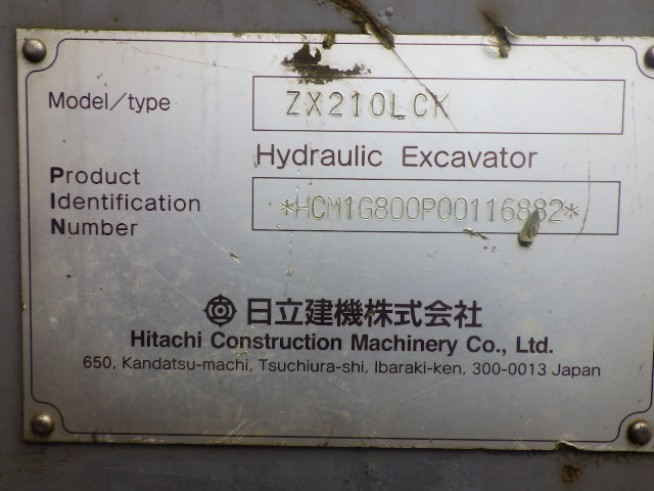 Model/type ZX210LCK
Hydraulic Excavator
Product
Identification
Number
*HCM1G800P00116882*
日立建機株式会社
Hitachi Construction Machinery Co., Ltd.
650, Kandatsu-machi, Tsuchiura-shi, Ibaraki-ken, 300-0013 Japan